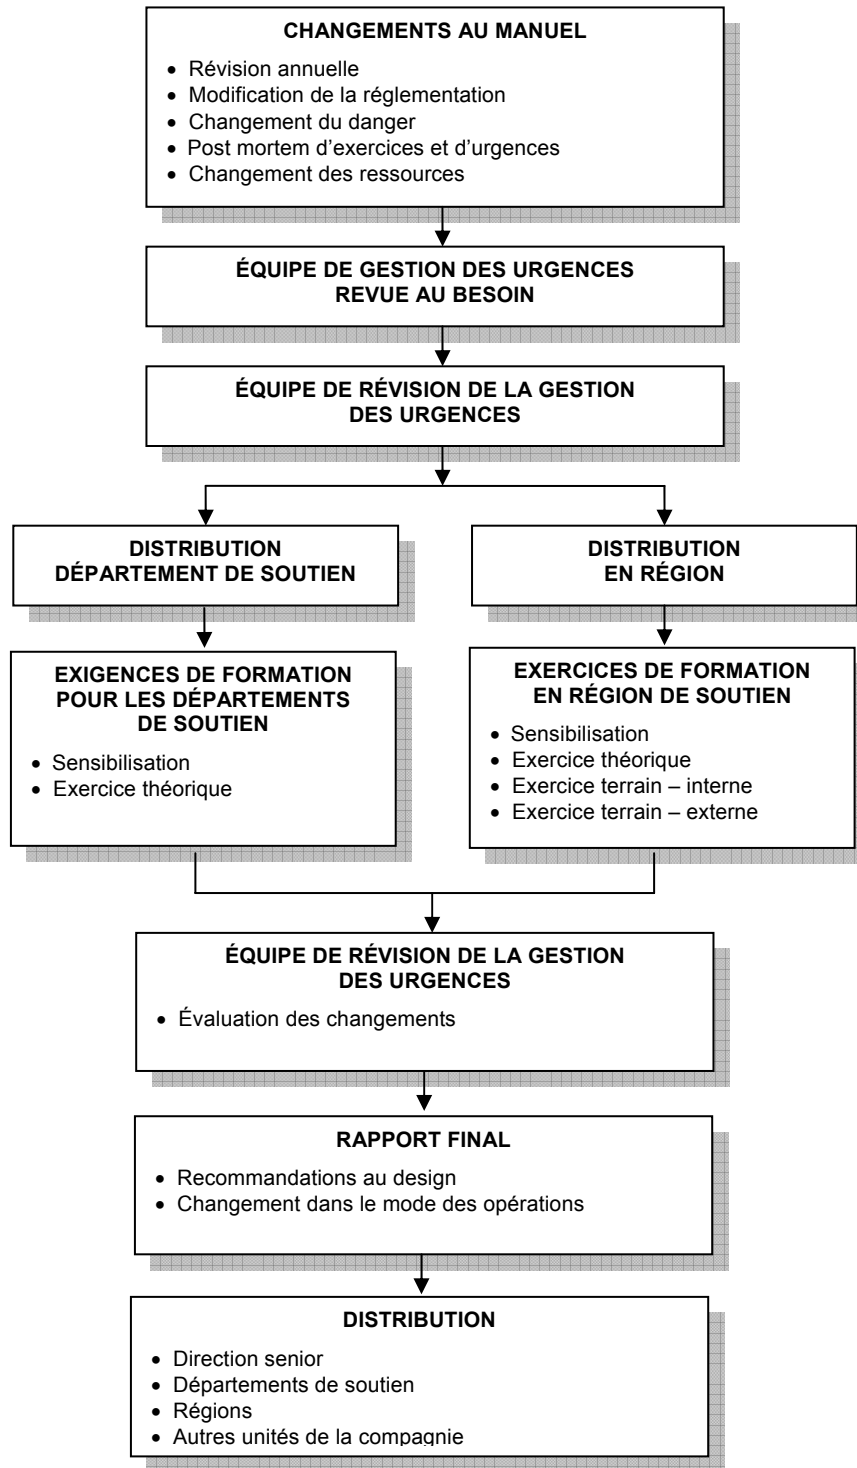 CHANGEMENTS AU MANUEL
• Révision annuelle
• Modification de la réglementation
• Changement du danger
• Post mortem d'exercices et d'urgences
• Changement des ressources
ÉQUIPE DE GESTION DES URGENCES
REVUE AU BESOIN
ÉQUIPE DE RÉVISION DE LA GESTION
DES URGENCES
DISTRIBUTION
DÉPARTEMENT DE SOUTIEN
DISTRIBUTION
EN RÉGION
EXIGENCES DE FORMATION
POUR LES DÉPARTEMENTS
DE SOUTIEN
• Sensibilisation
• Exercice théorique
EXERCICES DE FORMATION
EN RÉGION DE SOUTIEN
• Sensibilisation
• Exercice théorique
• Exercice terrain – interne
• Exercice terrain – externe
ÉQUIPE DE RÉVISION DE LA GESTION
DES URGENCES
• Évaluation des changements
RAPPORT FINAL
• Recommandations au design
• Changement dans le mode des opérations
DISTRIBUTION
• Direction senior
• Départements de soutien
• Régions
• Autres unités de la compagnie